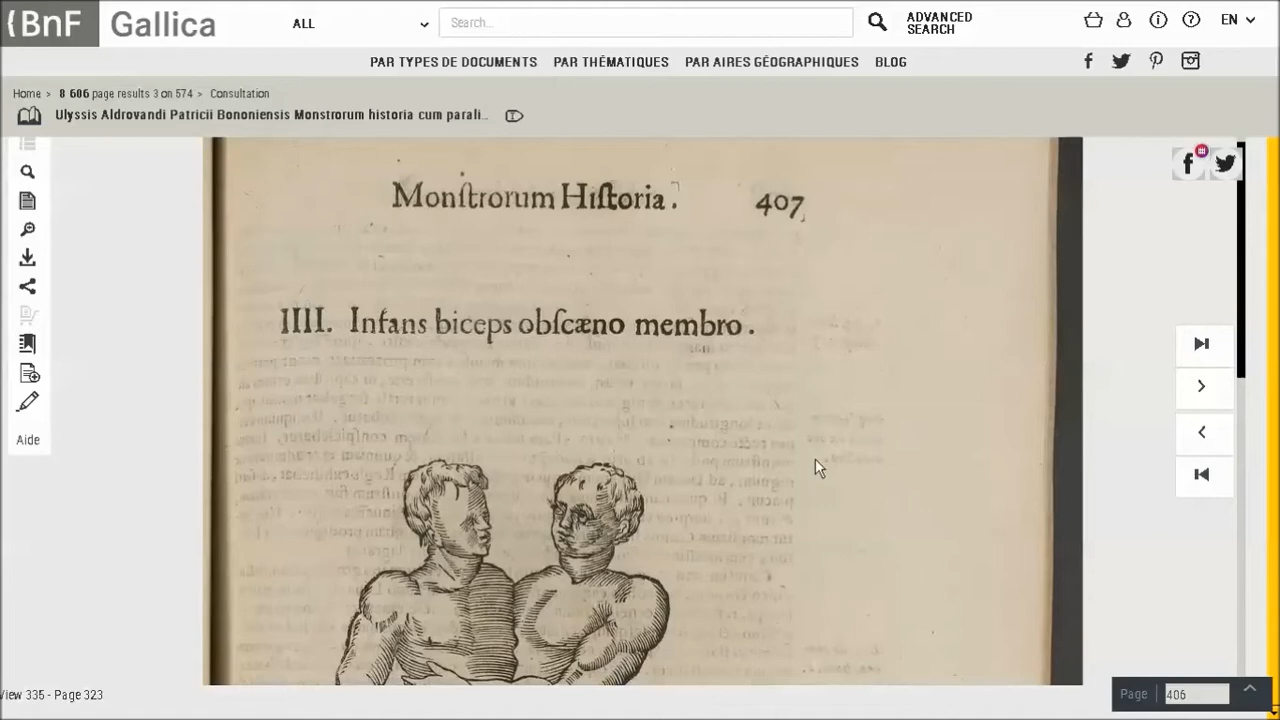 {BnF Gallica
ALL
Search...
ADVANCED
SEARCH
EN
PAR TYPES DE DOCUMENTS PAR THÉMATIQUES PAR AIRES GÉOGRAPHIQUES BLOG
Home > 8 606 page results 3 on 574 > Consultation
Ulyssis Aldrovandi Patricii Bononiensis Monstrorum historia cum parali..
Monſtrorum Hiſtoria. 407
IIII. Infans biceps obſcæno membro.
Aide
View 335 - Page 323
Page 406